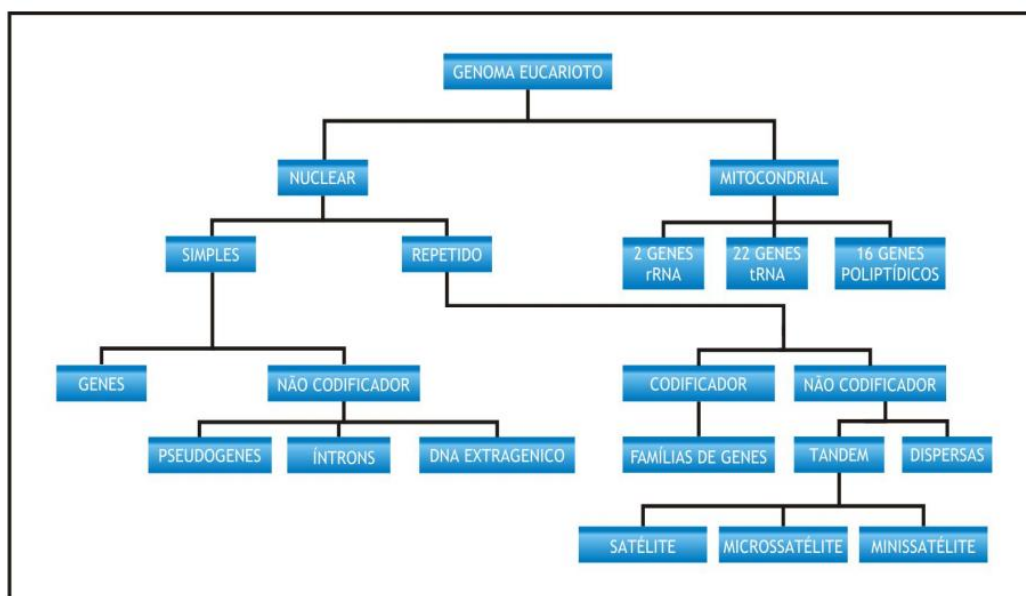 GENOMA EUCARIOTO
NUCLEAR
MITOCONDRIAL
SIMPLES
REPETIDO
2 GENES
rRNA
22 GENES
tRNA
16 GENES
POLIPTÍDICOS
GENES
NÃO CODIFICADOR
CODIFICADOR
NÃO CODIFICADOR
PSEUDOGENES
ÍNTRONS
DNA EXTRAGENICO
FAMÍLIAS DE GENES
TANDEM
DISPERSAS
SATÉLITE
MICROSSATÉLITE
MINISSATÉLITE